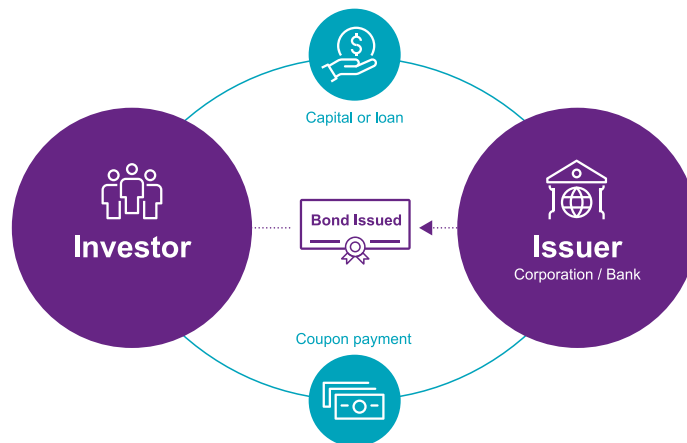 $
Capital or loan
Bond Issued
Investor
Issuer
Corporation / Bank
Coupon payment